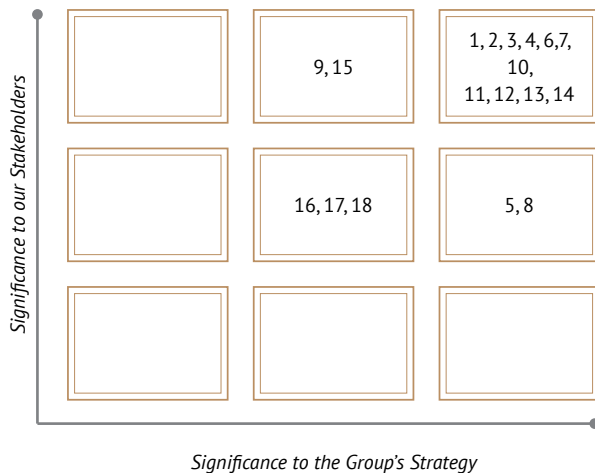 Significance to our Stakeholders
9, 15
1, 2, 3, 4, 6,7,
10,
11, 12, 13, 14
16, 17, 18
5, 8
Significance to the Group's Strategy